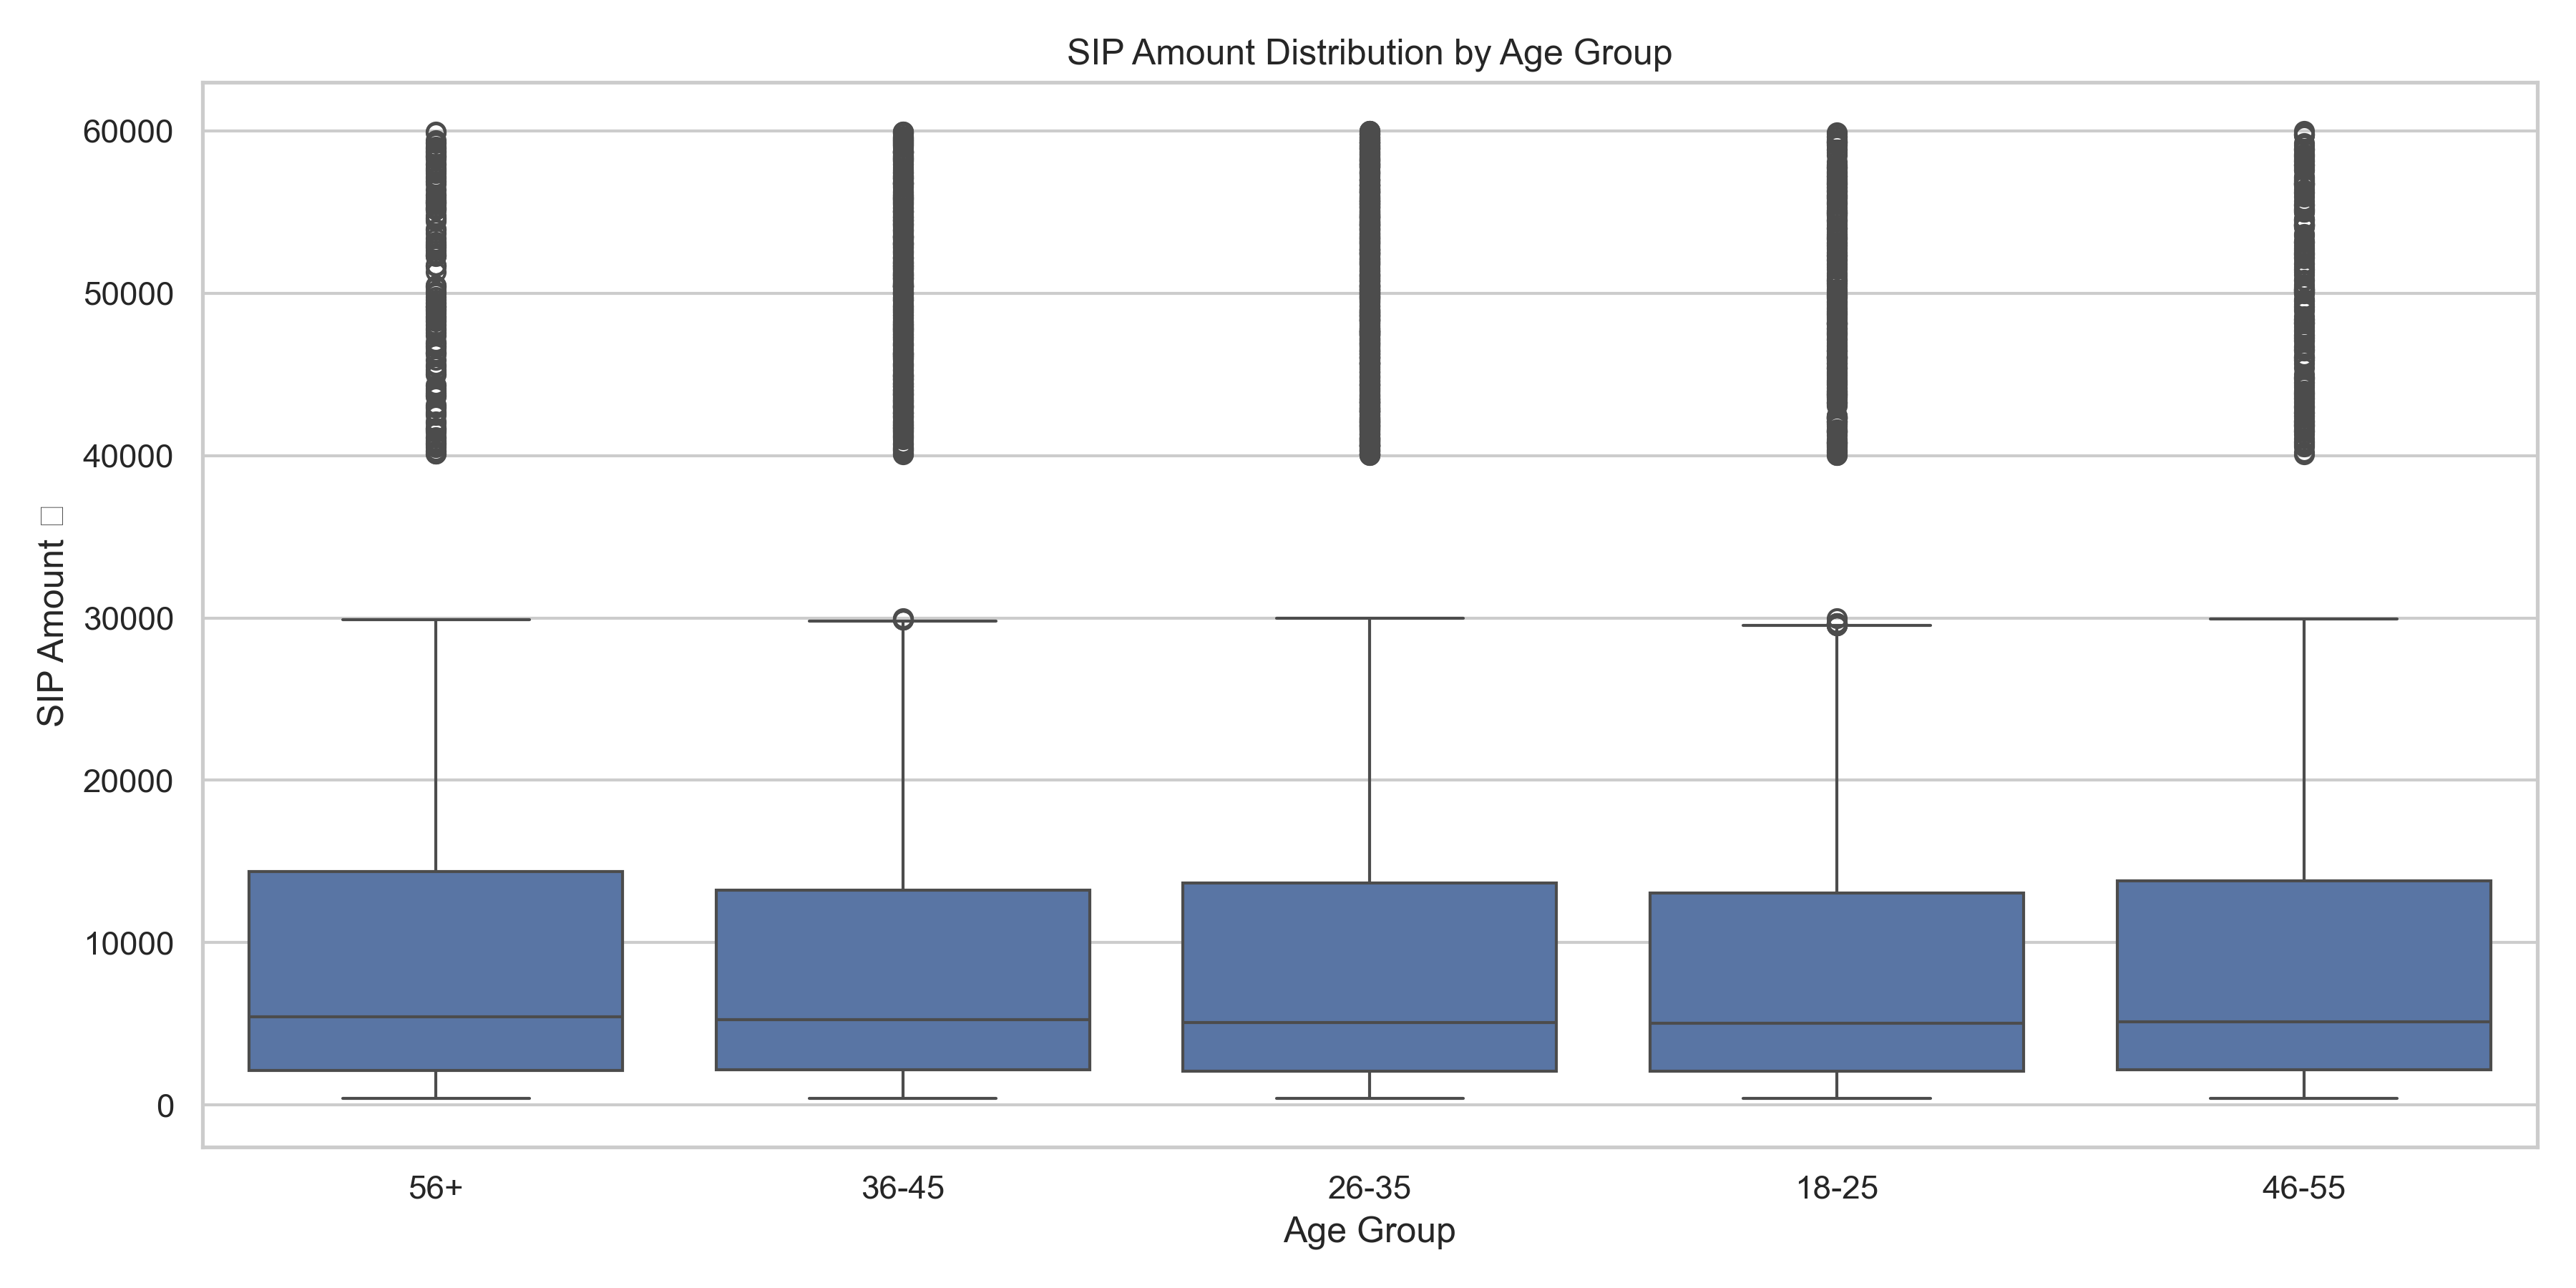 SIP Amount Distribution by Age Group
60000
50000
40000
30000
20000
10000
0
SIP Amount □
56+ 36-45 26-35 18-25 46-55
Age Group